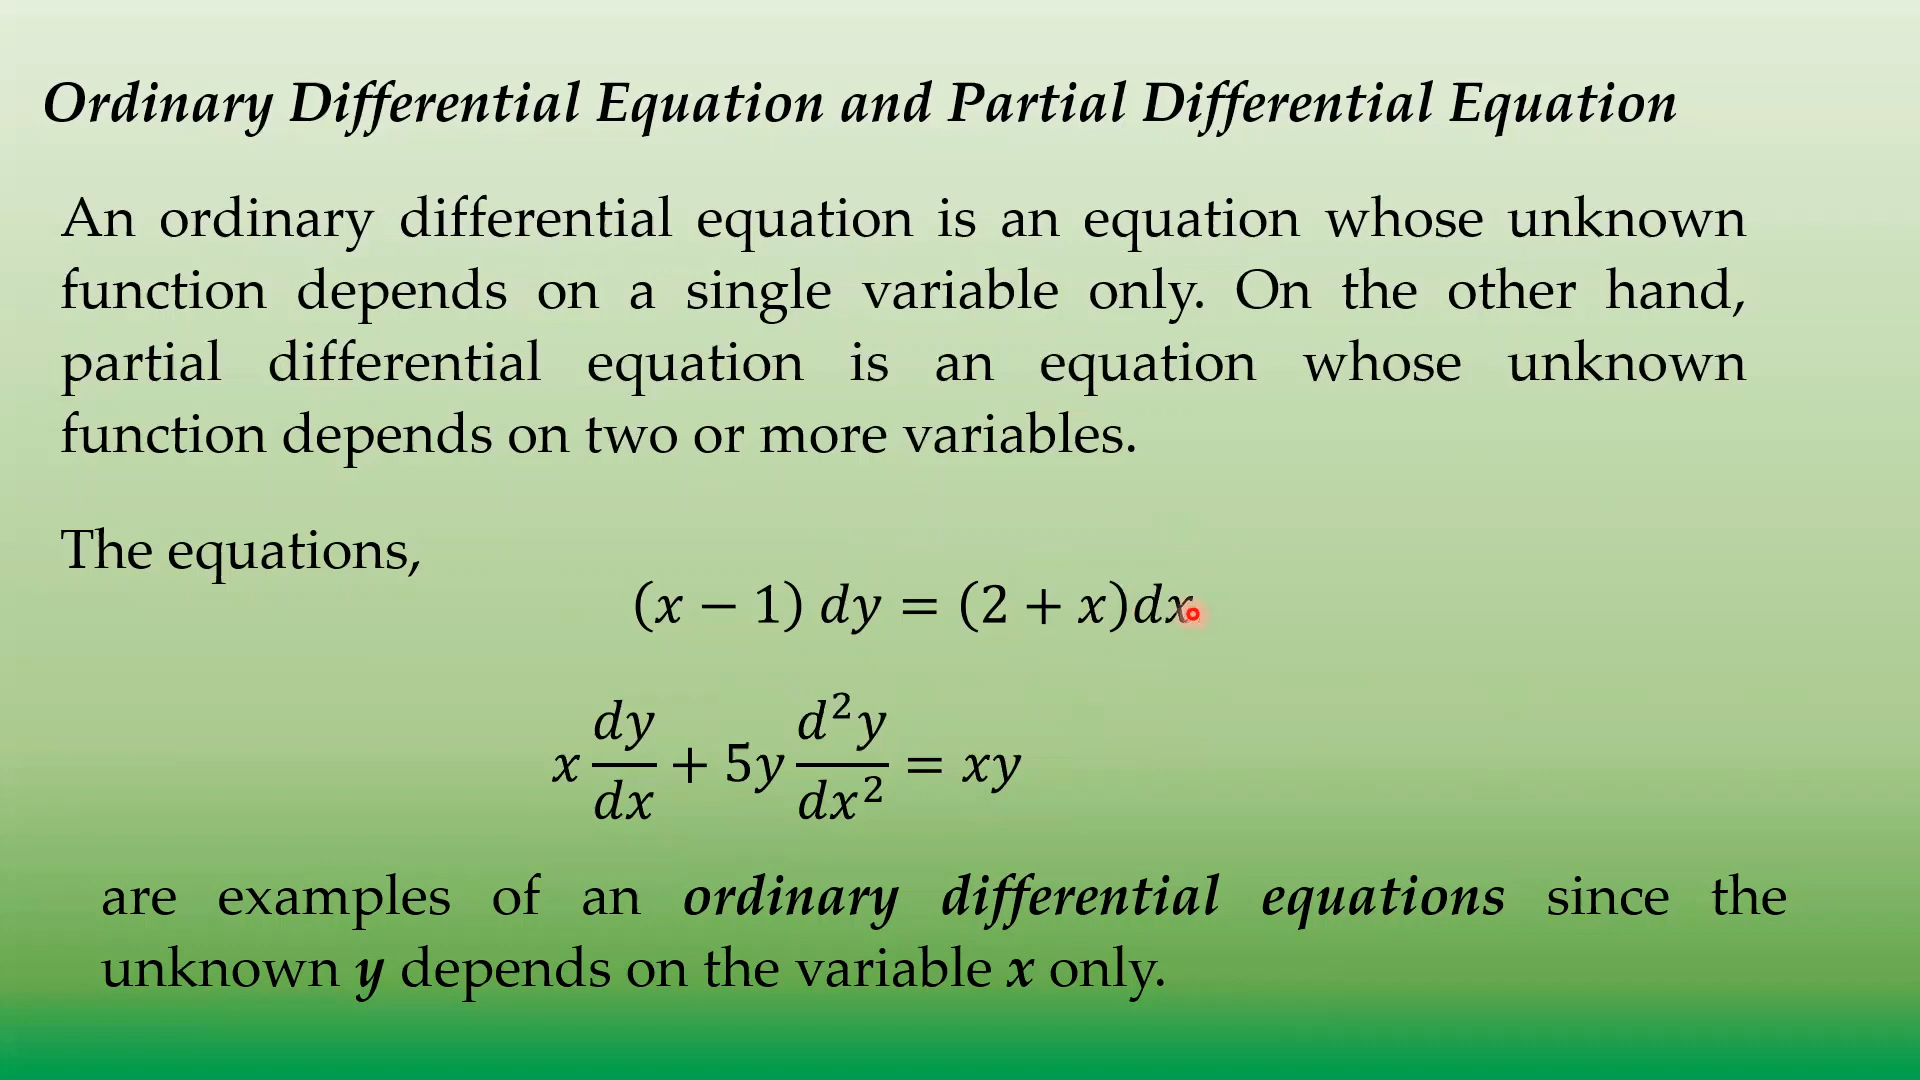 Ordinary Differential Equation and Partial Differential Equation
An ordinary differential equation is an equation whose unknown
function depends on a single variable only. On the other hand,
partial differential equation is an equation whose unknown
function depends on two or more variables.
The equations,
(x − 1) dy = (2 + x)dx
x dy/dx + 5y d²y/dx² = xy
are examples of an ordinary differential equations since the
unknown y depends on the variable x only.